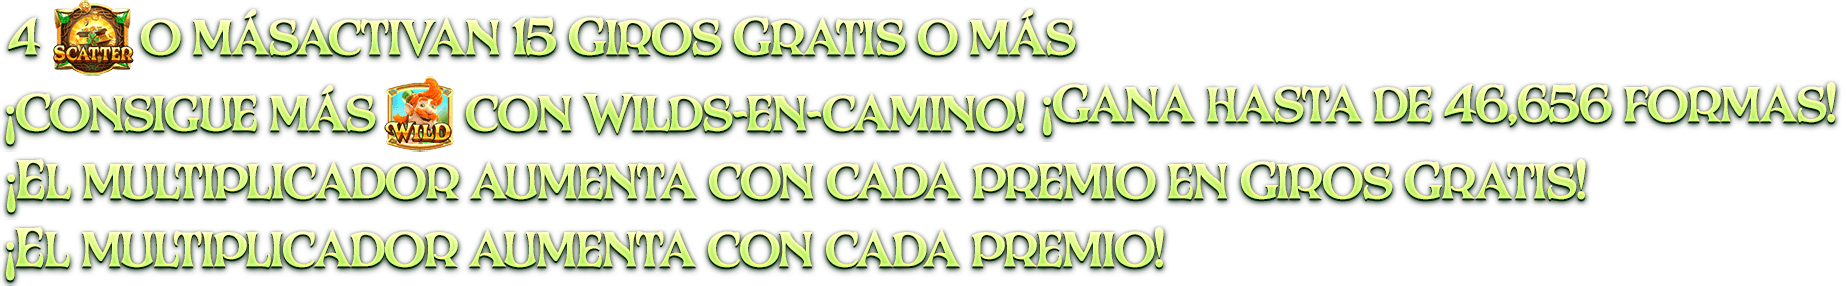 4 SCATTER O MÁSACTIVAN 15 GIROS GRATIS O MÁS
¡CONSIGUE MÁS WILD CON WILDS-EN-CAMINO! ¡GANA HASTA DE 46,656 FORMAS!
¡EL MULTIPLICADOR AUMENTA CON CADA PREMIO EN GIROS GRATIS!
¡EL MULTIPLICADOR AUMENTA CON CADA PREMIO!